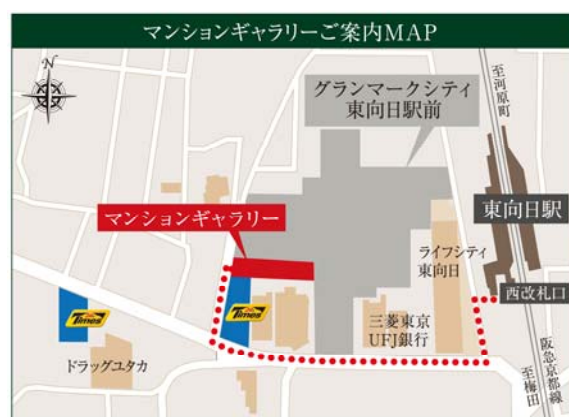 マンションギャラリーご案内MAP
N
至河原町
グランマークシティ
東向日駅前
東向日駅
マンションギャラリー
ライフシティ
東向日
西改札口
Times
Times
三菱東京
UFJ銀行
ドラッグユタカ
阪急京都線
至梅田